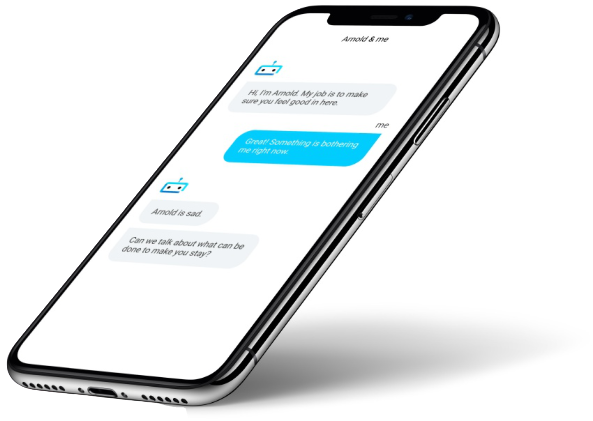 Arnold & me
Hi, I'm Arnold. My job is to make
sure you feel good in here.
me
Great! Something is bothering
me right now.
Arnold is sad.
Can we talk about what can be
done to make you stay?